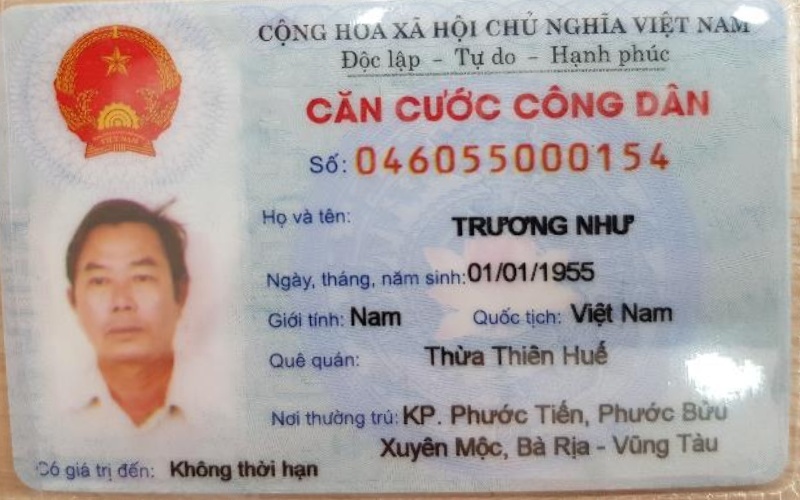 CỘNG HÒA XÃ HỘI CHỦ NGHĨA VIỆT NAM
Độc lập - Tự do - Hạnh phúc
CĂN CƯỚC CÔNG DÂN
Số: 046055000154
Họ và tên: TRƯƠNG NHƯ
Ngày, tháng, năm sinh: 01/01/1955
Giới tính: Nam Quốc tịch: Việt Nam
Quê quán: Thừa Thiên Huế
Nơi thường trú: KP. Phước Tiến, Phước Bửu
Xuyên Mộc, Bà Rịa - Vũng Tàu
Có giá trị đến: Không thời hạn
VIỆT NAM